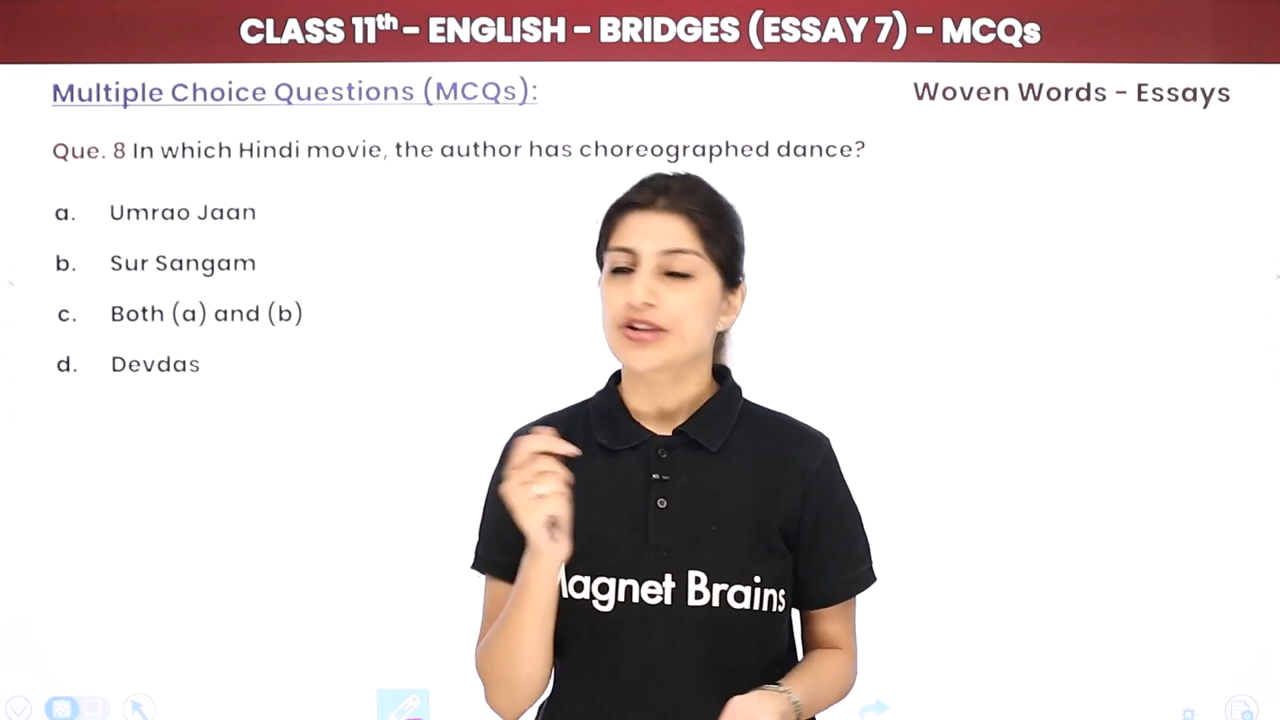 CLASS 11th - ENGLISH - BRIDGES (ESSAY 7) - MCQs
Multiple Choice Questions (MCQs):
Woven Words - Essays
Que. 8 In which Hindi movie, the author has choreographed dance?
a. Umrao Jaan
b. Sur Sangam
c. Both (a) and (b)
d. Devdas
Magnet Brains